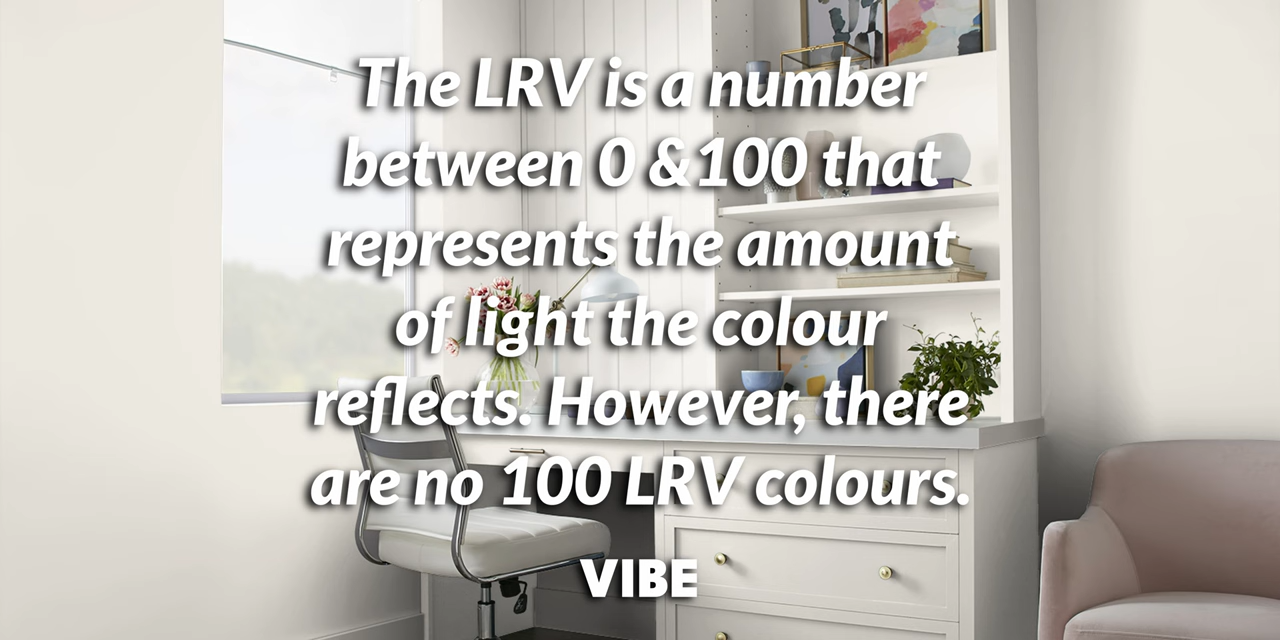 The LRV is a number
between 0 &100 that
represents the amount
of light the colour
reflects. However, there
are no 100 LRV colours.
VIBE